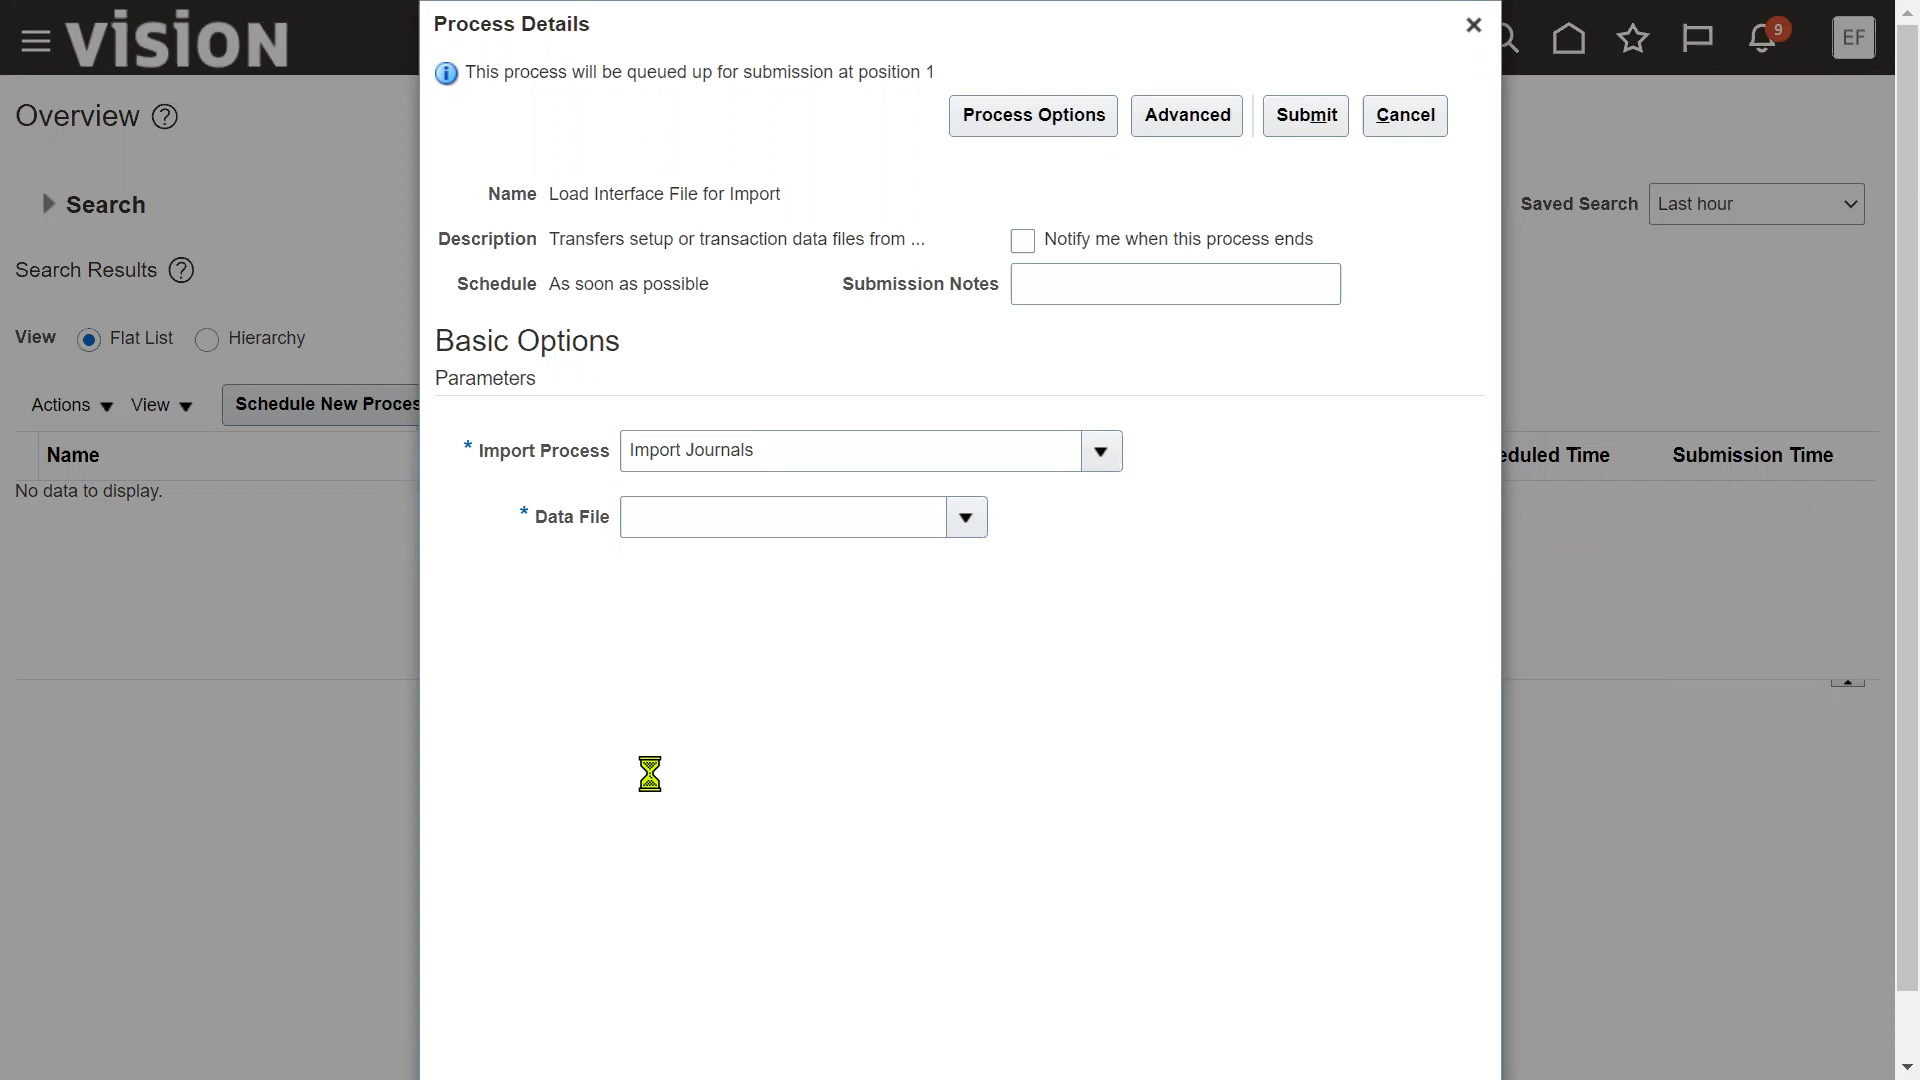 vision
9
EF
Overview
Search
Saved Search Last hour
Search Results
View Flat List Hierarchy
Actions View Schedule New Proces
Name
eduled Time Submission Time
No data to display.
Process Details
This process will be queued up for submission at position 1
Process Options Advanced Submit Cancel
Name Load Interface File for Import
Description Transfers setup or transaction data files from ...
Notify me when this process ends
Schedule As soon as possible
Submission Notes
Basic Options
Parameters
* Import Process Import Journals
* Data File